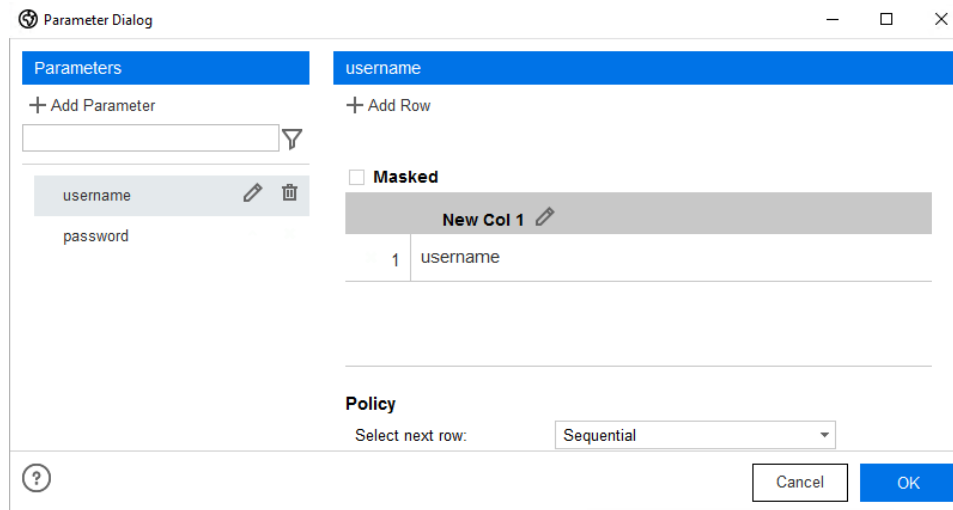 Parameter Dialog
Parameters
+ Add Parameter
username
password
username
+ Add Row
Masked
New Col 1
1 username
Policy
Select next row: Sequential
? Cancel OK